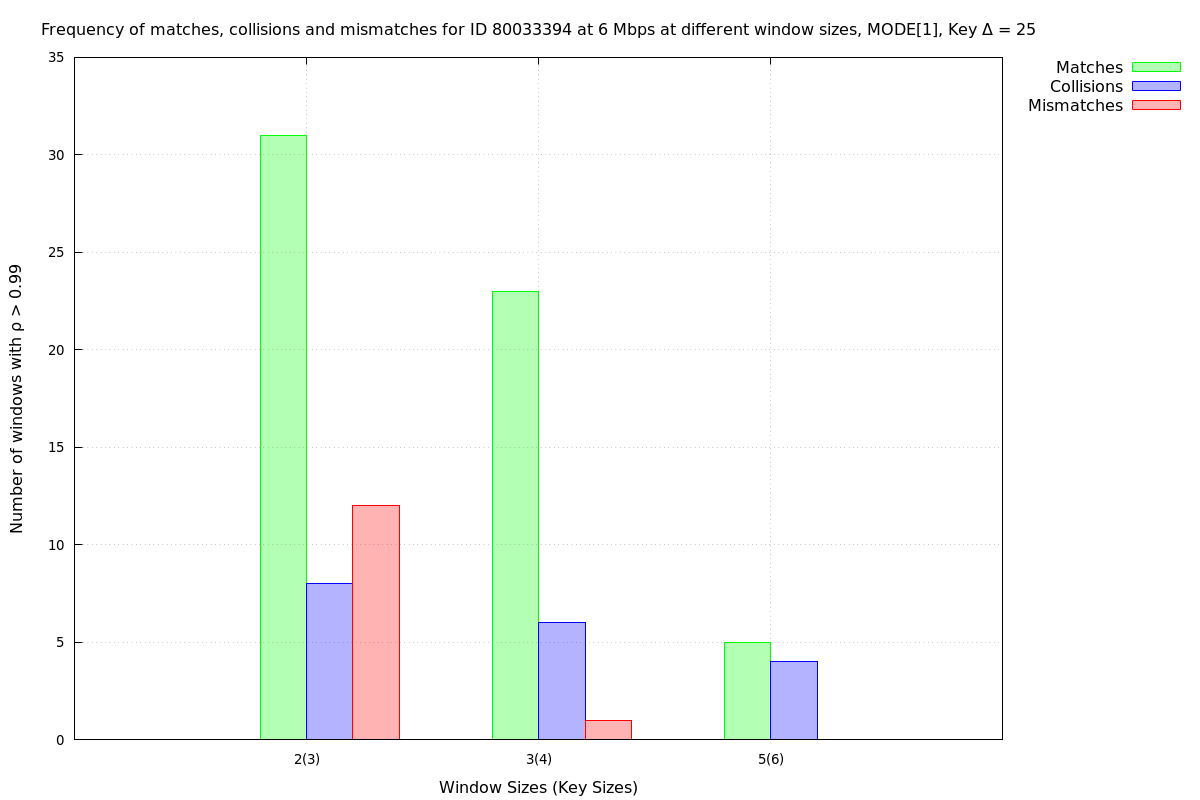 Frequency of matches, collisions and mismatches for ID 80033394 at 6 Mbps at different window sizes, MODE[1], Key Δ = 25
Matches
Collisions
Mismatches
Number of windows with ρ > 0.99
35
30
25
20
15
10
5
0
2(3)
3(4)
5(6)
Window Sizes (Key Sizes)